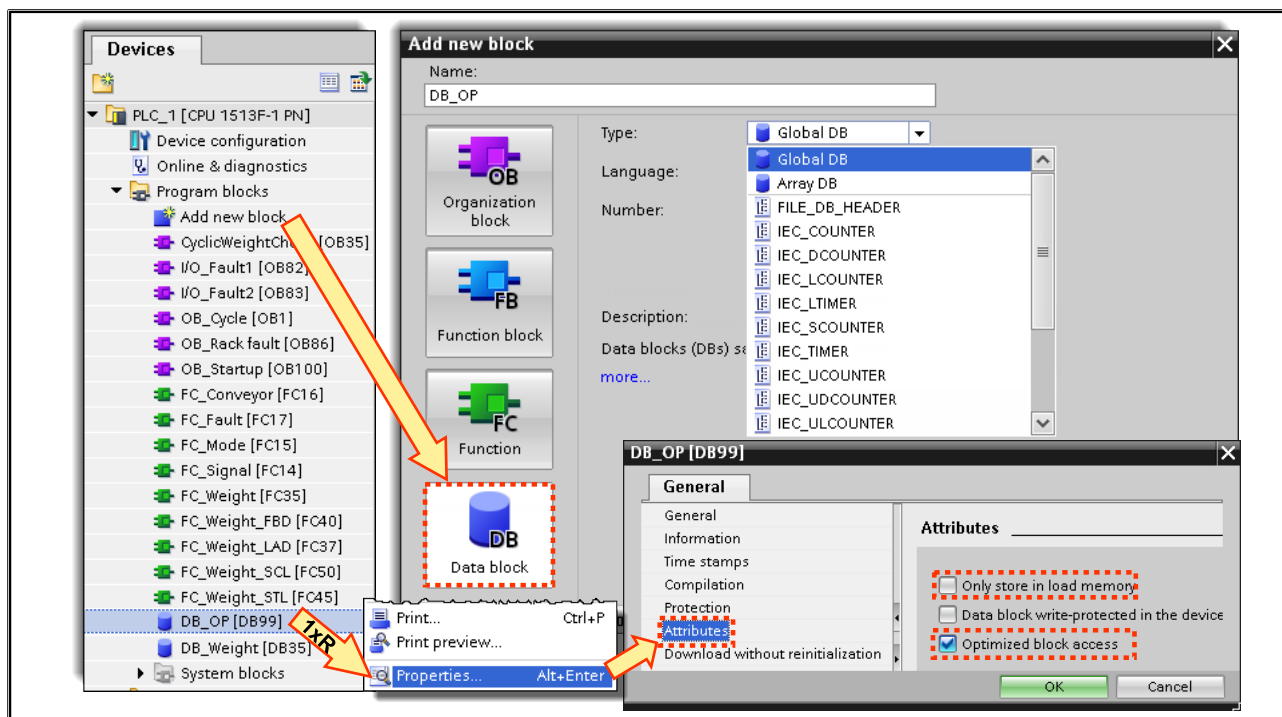 Devices
PLC_1 [CPU 1513F-1 PN]
Device configuration
Online & diagnostics
Program blocks
Add new block
[OB35]
I/O_Fault1 [OB82]
I/O_Fault2 [OB83]
OB_Cycle [OB1]
OB_Rack fault [OB86]
OB_Startup [OB100]
FC_Conveyor [FC16]
FC_Fault [FC17]
FC_Mode [FC15]
FC_Signal [FC14]
FC_Weight [FC35]
FC_Weight_FBD [FC40]
FC_Weight_LAD [FC37]
FC_Weight_SCL [FC50]
FC_Weight_STL [FC45]
DB_OP [DB99]
DB_Weight [DB35]
System blocks
1xR
Print... Ctrl+P
Print preview...
Properties... Alt+Enter
Add new block
Name:
DB_OP
OB
Organization
block
FB
Function block
FC
Function
DB
Data block
Type: Global DB
Language:
Number:
Description:
Data blocks (DBs) sa
more...
Global DB
Array DB
FILE_DB_HEADER
IEC_COUNTER
IEC_DCOUNTER
IEC_LCOUNTER
IEC_LTIMER
IEC_SCOUNTER
IEC_TIMER
IEC_UCOUNTER
IEC_UDCOUNTER
IEC_ULCOUNTER
DB_OP [DB99]
General
General
Information
Time stamps
Compilation
Protection
Attributes
Download without reinitialization
Attributes
Only store in load memory
Data block write-protected in the device
Optimized block access
OK Cancel